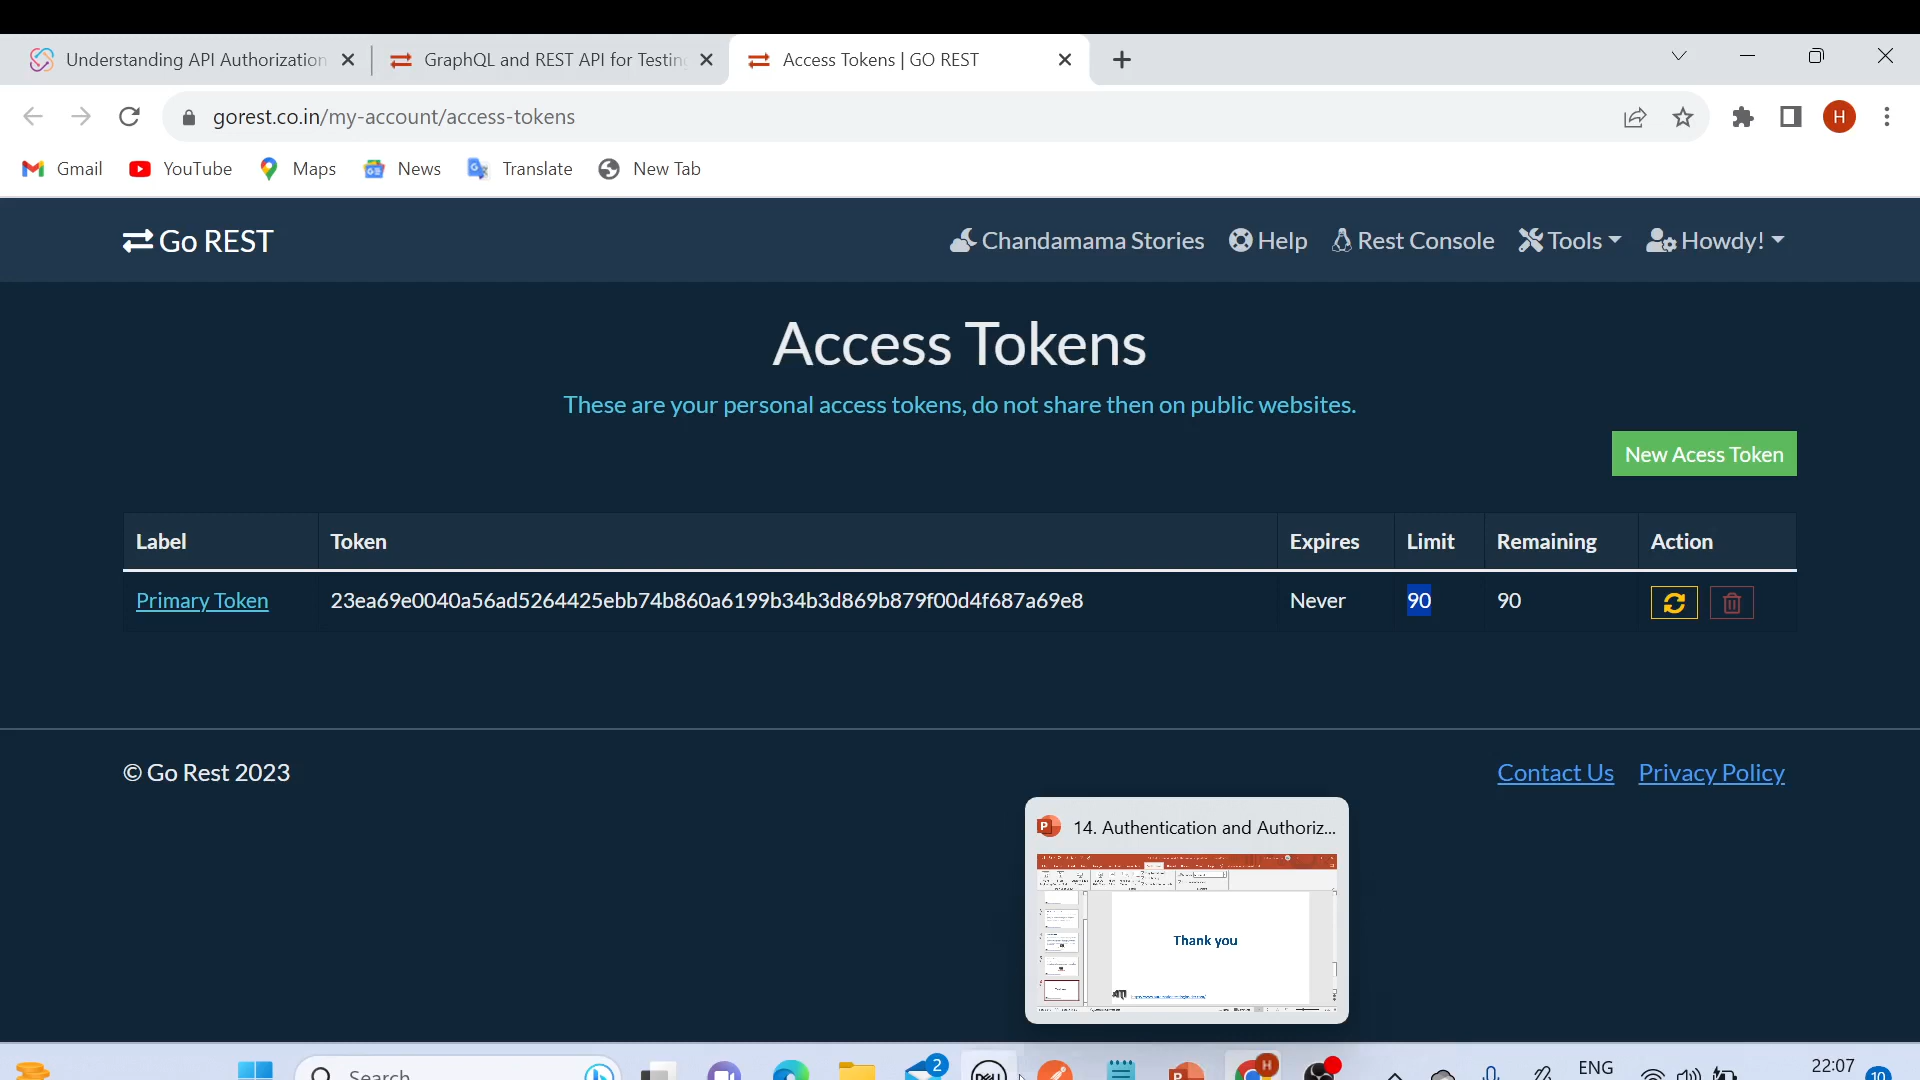 Understanding API Authorization
GraphQL and REST API for Testin
Access Tokens | GO REST
gorest.co.in/my-account/access-tokens
H
Gmail
YouTube
Maps
News
Translate
New Tab
Go REST
Chandamama Stories
Help
Rest Console
Tools
Howdy!
Access Tokens
These are your personal access tokens, do not share then on public websites.
New Acess Token
Label Token Expires Limit Remaining Action
Primary Token 23ea69e0040a56ad5264425ebb74b860a6199b34b3d869b879f00d4f687a69e8 Never 90 90
© Go Rest 2023
Contact Us
Privacy Policy
14. Authentication and Authoriz...
Thank you
Search
2
DELL
H
ENG
22:07
10